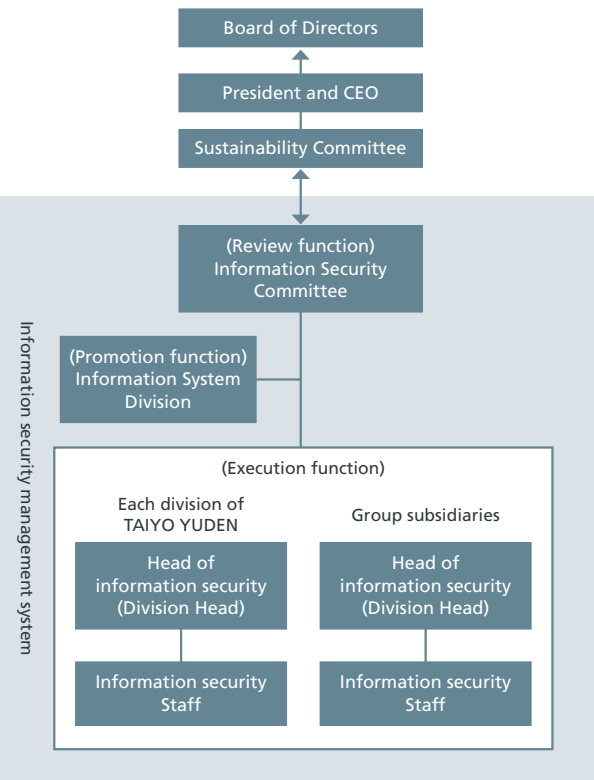 Board of Directors
President and CEO
Sustainability Committee
(Review function)
Information Security
Committee
(Promotion function)
Information System
Division
Information security management system
(Execution function)
Each division of
TAIYO YUDEN
Head of
information security
(Division Head)
Information security
Staff
Group subsidiaries
Head of
information security
(Division Head)
Information security
Staff